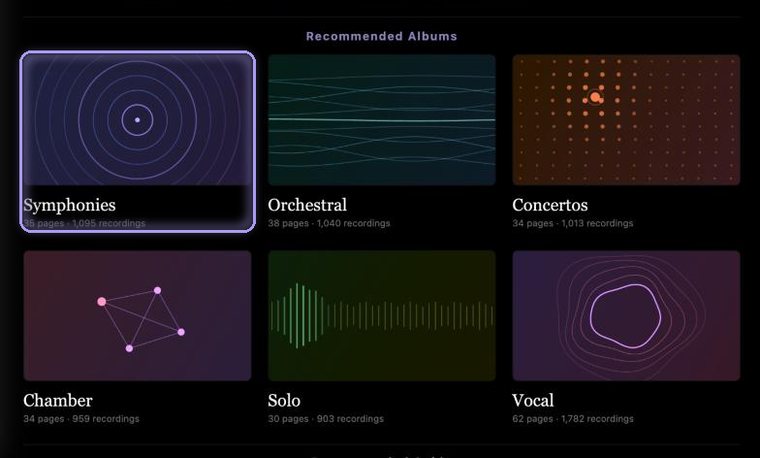 Recommended Albums
Symphonies
35 pages · 1,095 recordings
Orchestral
38 pages · 1,040 recordings
Concertos
34 pages · 1,013 recordings
Chamber
34 pages · 959 recordings
Solo
30 pages · 903 recordings
Vocal
62 pages · 1,782 recordings